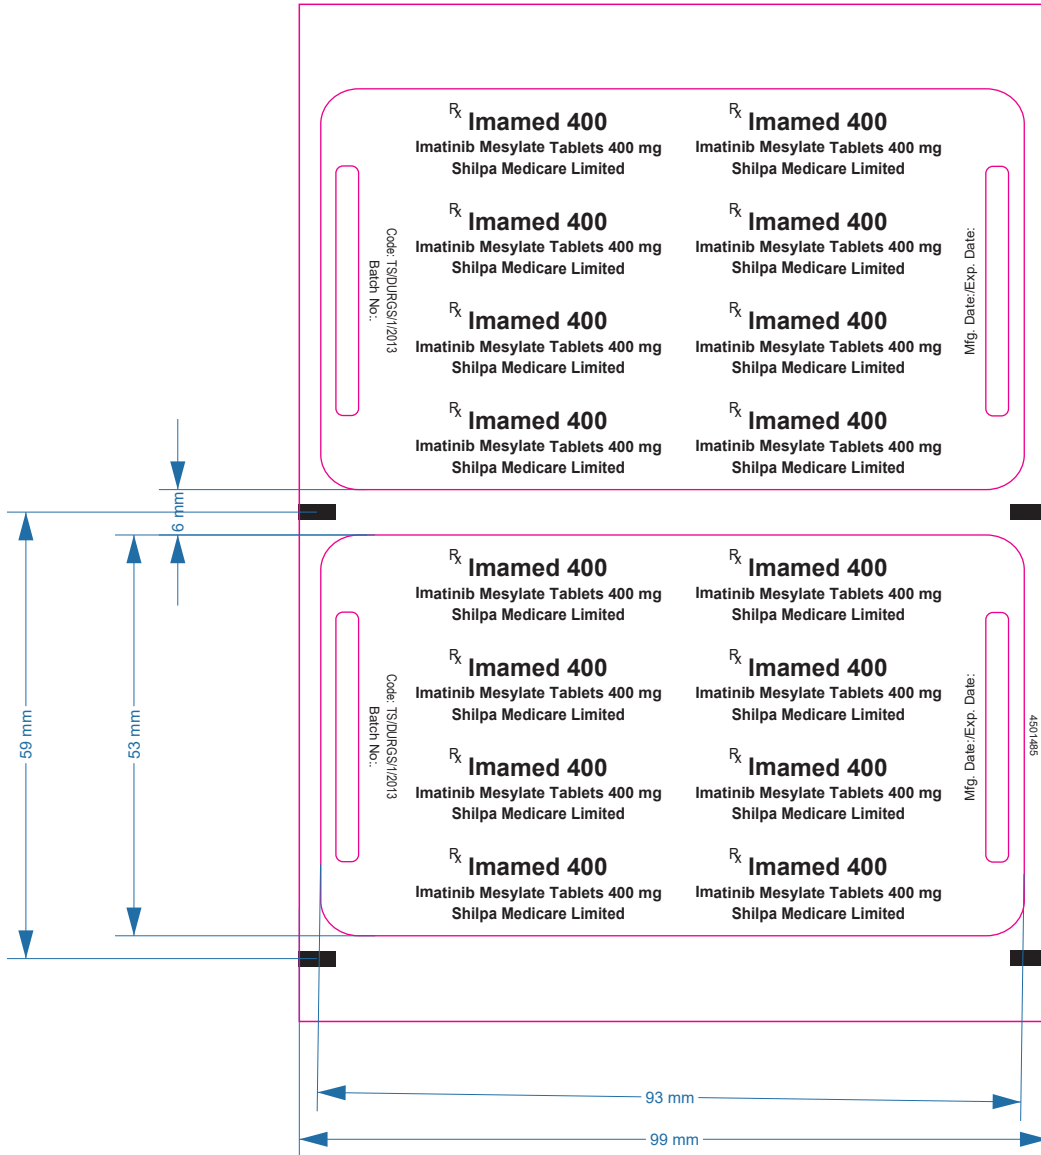 Rx Imamed 400
Imatinib Mesylate Tablets 400 mg
Shilpa Medicare Limited
Rx Imamed 400
Imatinib Mesylate Tablets 400 mg
Shilpa Medicare Limited
Rx Imamed 400
Imatinib Mesylate Tablets 400 mg
Shilpa Medicare Limited
Rx Imamed 400
Imatinib Mesylate Tablets 400 mg
Shilpa Medicare Limited
Rx Imamed 400
Imatinib Mesylate Tablets 400 mg
Shilpa Medicare Limited
Rx Imamed 400
Imatinib Mesylate Tablets 400 mg
Shilpa Medicare Limited
Rx Imamed 400
Imatinib Mesylate Tablets 400 mg
Shilpa Medicare Limited
Rx Imamed 400
Imatinib Mesylate Tablets 400 mg
Shilpa Medicare Limited
Code: TS/DURGS/1/2013
Batch No:.
Mfg. Date:/Exp. Date:
6 mm
Rx Imamed 400
Imatinib Mesylate Tablets 400 mg
Shilpa Medicare Limited
Rx Imamed 400
Imatinib Mesylate Tablets 400 mg
Shilpa Medicare Limited
Rx Imamed 400
Imatinib Mesylate Tablets 400 mg
Shilpa Medicare Limited
Rx Imamed 400
Imatinib Mesylate Tablets 400 mg
Shilpa Medicare Limited
Rx Imamed 400
Imatinib Mesylate Tablets 400 mg
Shilpa Medicare Limited
Rx Imamed 400
Imatinib Mesylate Tablets 400 mg
Shilpa Medicare Limited
Rx Imamed 400
Imatinib Mesylate Tablets 400 mg
Shilpa Medicare Limited
Rx Imamed 400
Imatinib Mesylate Tablets 400 mg
Shilpa Medicare Limited
Code: TS/DURGS/1/2013
Batch No:.
Mfg. Date:/Exp. Date:
4501485
59 mm
53 mm
93 mm
99 mm